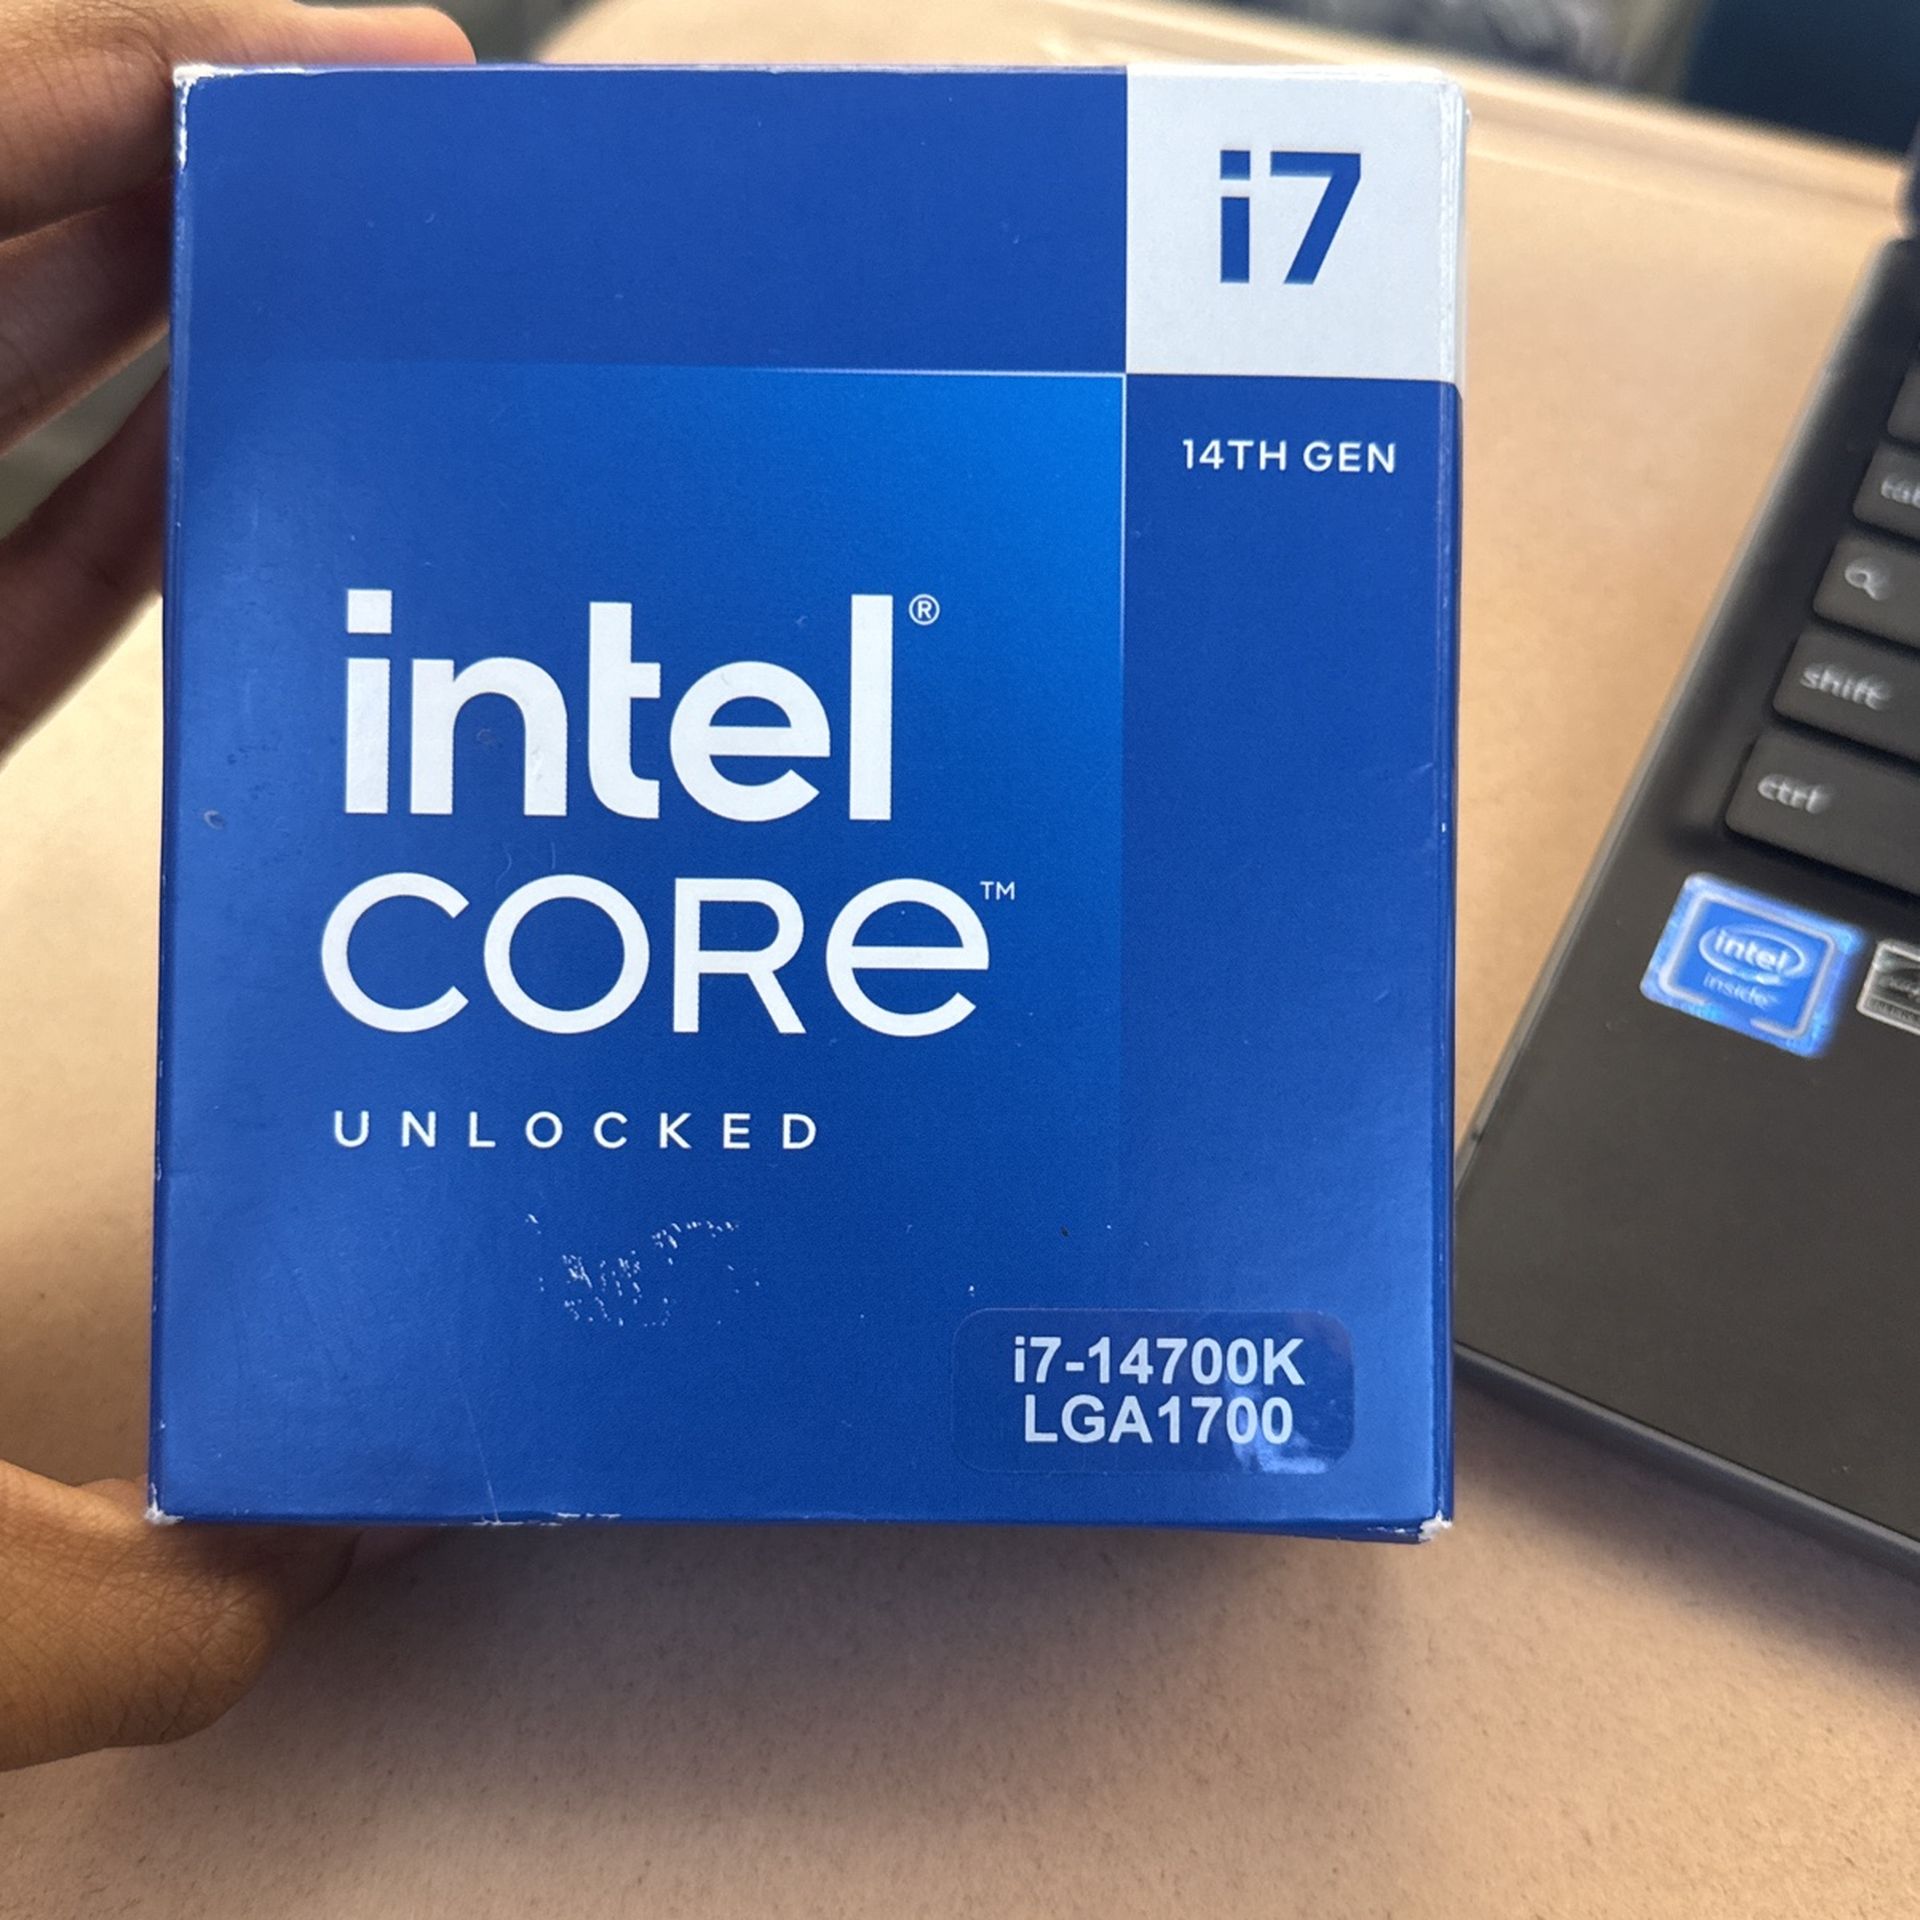 i7
14TH GEN
intel®
CORE™
UNLOCKED
i7-14700K
LGA1700
shift
ctrl
intel
inside